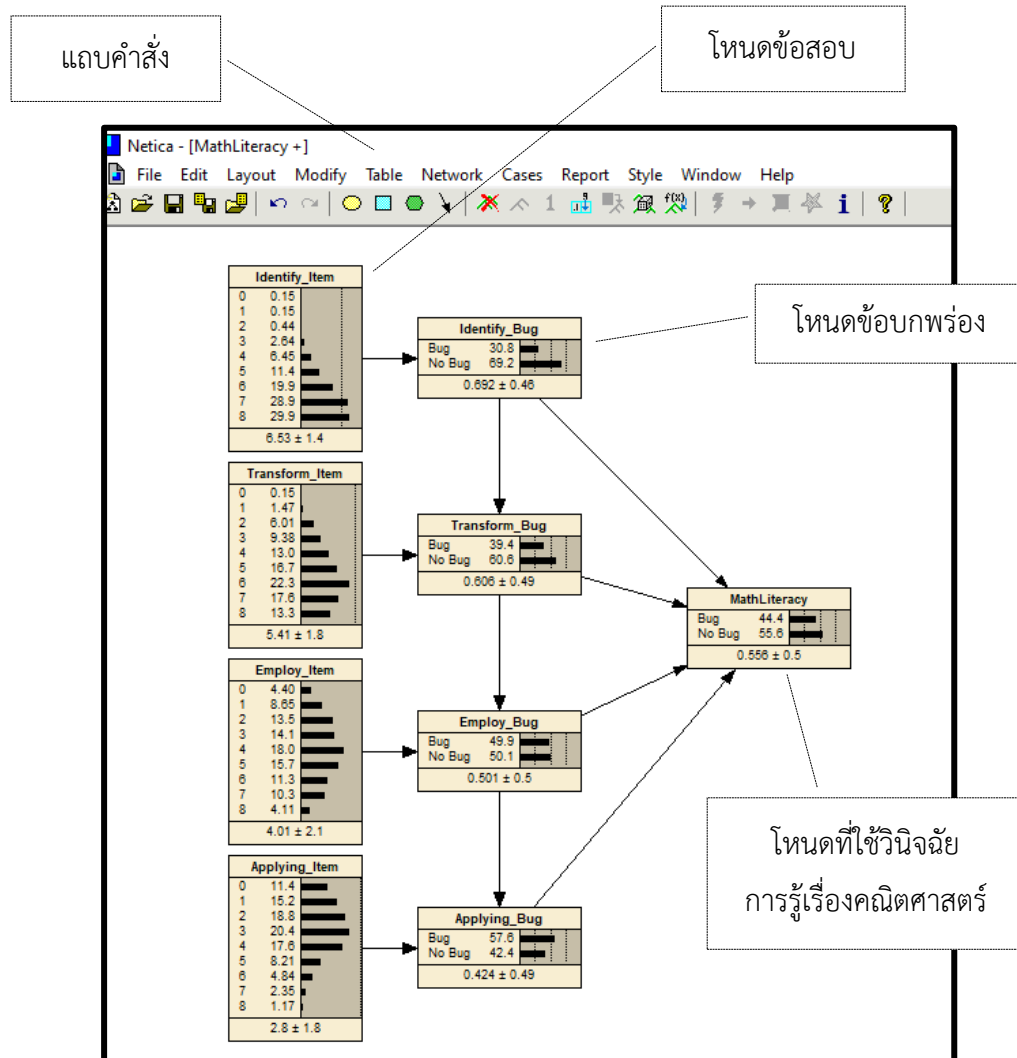 แถบคำสั่ง
โหนดข้อสอบ
Netica - [MathLiteracy +]
File Edit Layout Modify Table Network Cases Report Style Window Help
โหนดข้อบกพร่อง
Identify_Item
0 0.15
1 0.15
2 0.44
3 2.64
4 6.45
5 11.4
6 19.9
7 28.9
8 29.9
6.53 ± 1.4
Identify_Bug
Bug 30.8
No Bug 69.2
0.692 ± 0.46
Transform_Item
0 0.15
1 1.47
2 6.01
3 9.38
4 13.0
5 16.7
6 22.3
7 17.6
8 13.3
5.41 ± 1.8
Transform_Bug
Bug 39.4
No Bug 60.6
0.606 ± 0.49
MathLiteracy
Bug 44.4
No Bug 55.6
0.556 ± 0.5
Employ_Item
0 4.40
1 8.65
2 13.5
3 14.1
4 18.0
5 15.7
6 11.3
7 10.3
8 4.11
4.01 ± 2.1
Employ_Bug
Bug 49.9
No Bug 50.1
0.501 ± 0.5
โหนดที่ใช้วินิจฉัย
การรู้เรื่องคณิตศาสตร์
Applying_Item
0 11.4
1 15.2
2 18.8
3 20.4
4 17.6
5 8.21
6 4.84
7 2.35
8 1.17
2.8 ± 1.8
Applying_Bug
Bug 57.6
No Bug 42.4
0.424 ± 0.49